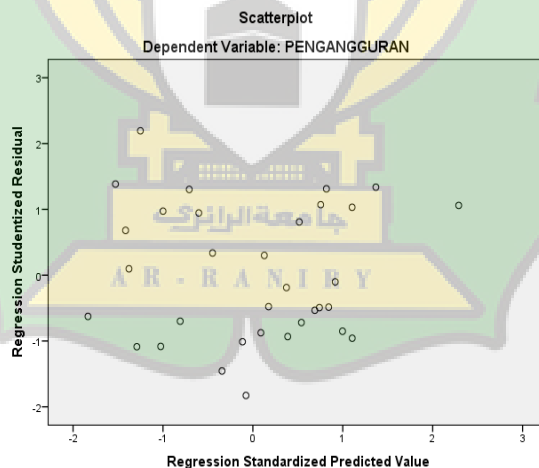 Scatterplot
Dependent Variable: PENGANGGURAN
Regression Studentized Residual
3
2
1
0
-1
-2
جامعة الرانري
AR-RANIRY
-2
-1
0
1
2
3
Regression Standardized Predicted Value